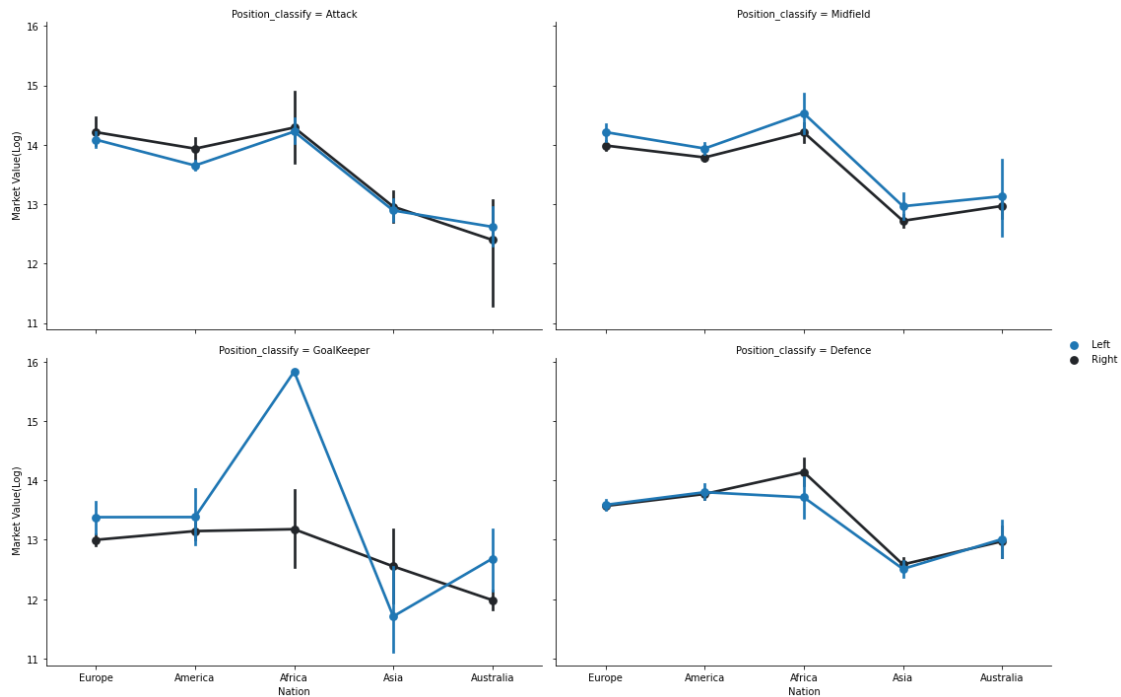 Position_classify = Attack
Position_classify = Midfield
16
15
14
13
12
11
Market Value(Log)
Position_classify = GoalKeeper
Position_classify = Defence
Left
Right
16
15
14
13
12
11
Market Value(Log)
Europe America Africa Asia Australia
Nation
Europe America Africa Asia Australia
Nation